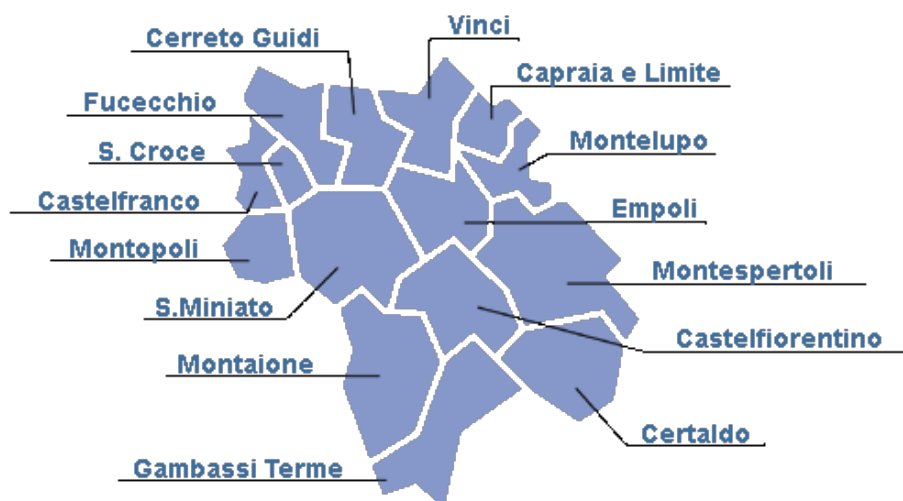 Vinci
Cerreto Guidi
Capraia e Limite
Fucecchio
Montelupo
S. Croce
Castelfranco
Empoli
Montopoli
Montespertoli
S.Miniato
Castelfiorentino
Montaione
Certaldo
Gambassi Terme